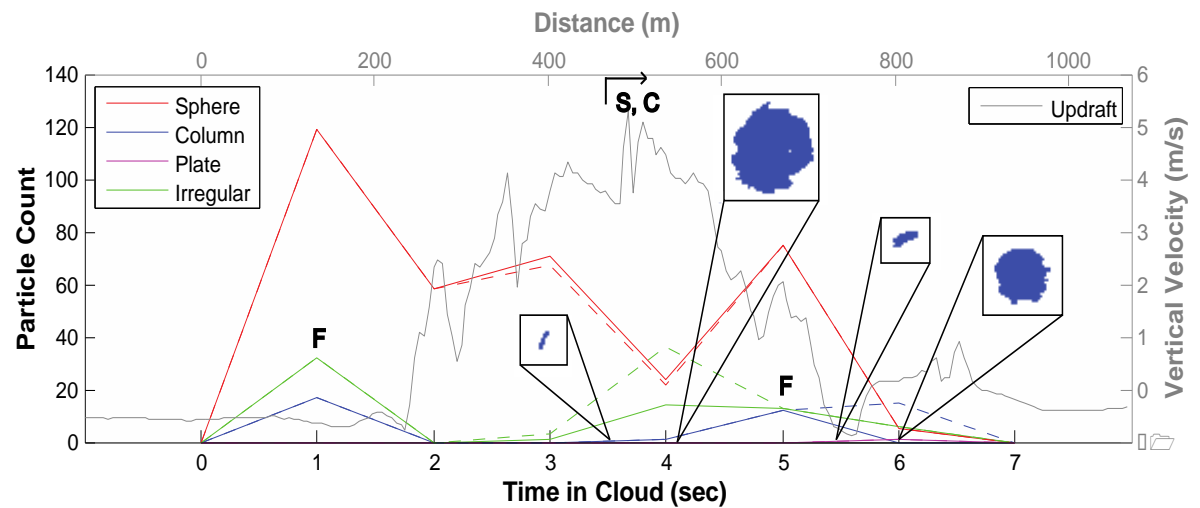 Distance (m)
0 200 400 600 800 1000
140 6
S, C
Sphere
Column
Plate
Irregular
Updraft
120 5
100 4
80 3
60 2
40 1
20 0
0
F
F
Particle Count
Vertical Velocity (m/s)
0 1 2 3 4 5 6 7
Time in Cloud (sec)